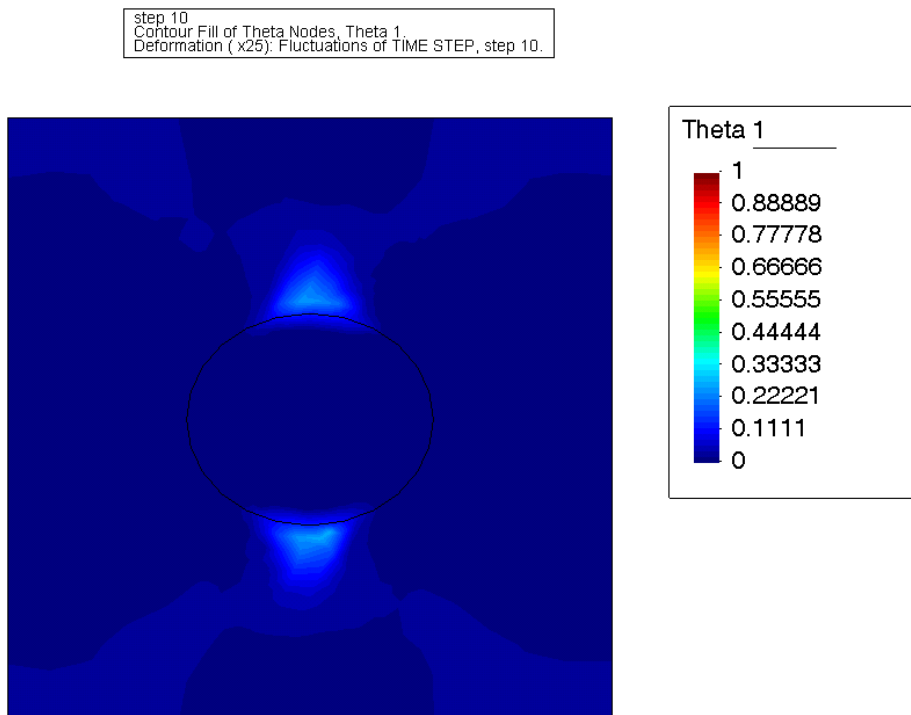 step 10
Contour Fill of Theta Nodes, Theta 1.
Deformation ( x25): Fluctuations of TIME STEP, step 10.
Theta 1
1
0.88889
0.77778
0.66666
0.55555
0.44444
0.33333
0.22221
0.1111
0